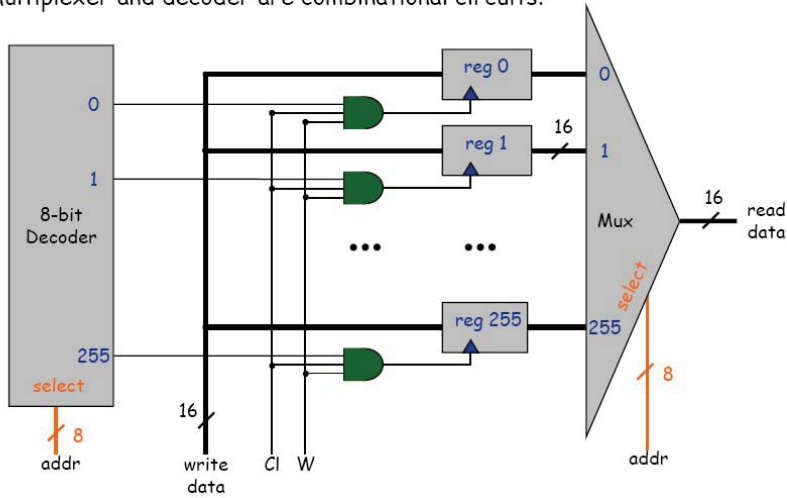 Multiplexer and decoder are combinational circuits.
0
1
8-bit
Decoder
255
select
8
addr
16
write
data
Cl
W
reg 0
reg 1
16
reg 255
0
1
Mux
select
255
8
addr
16
read
data